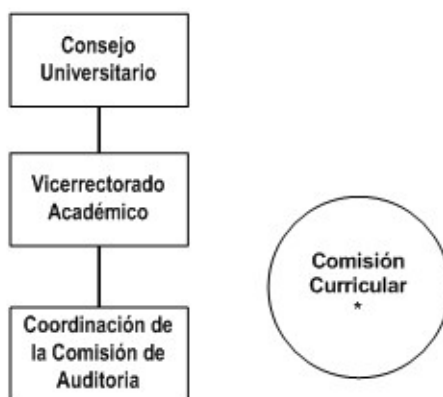 Consejo
Universitario
Vicerrectorado
Académico
Comisión
Curricular
*
Coordinación de
la Comisión de
Auditoria